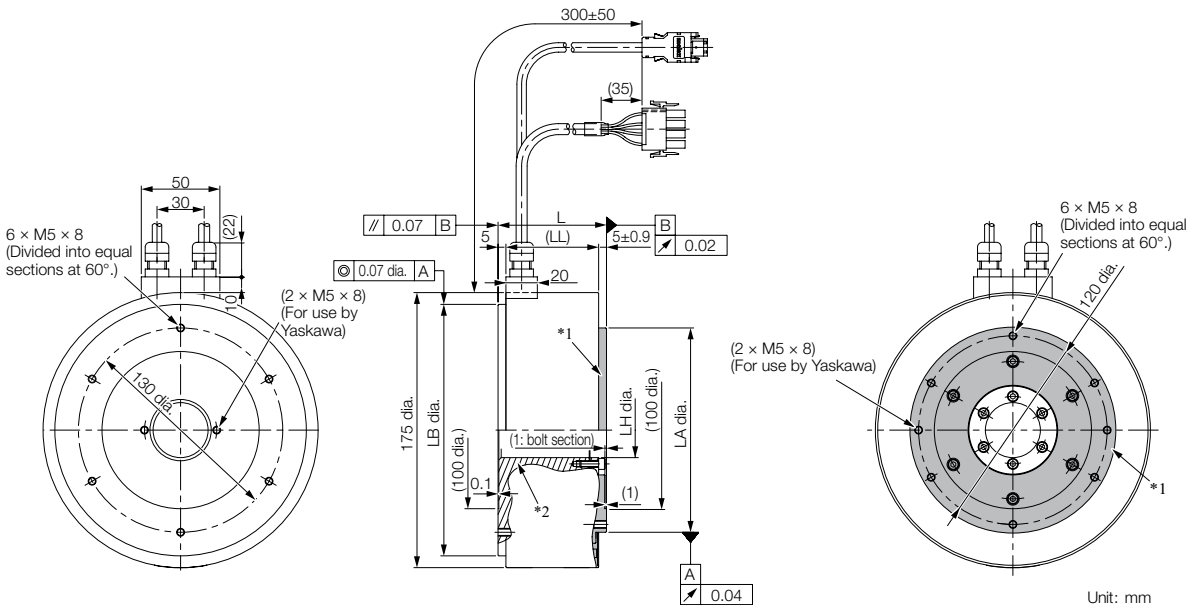 300±50
(35)
50
30
(22)
10
6 × M5 × 8
(Divided into equal
sections at 60°.)
(2 × M5 × 8)
(For use by
Yaskawa)
130 dia.
// 0.07 B
◎ 0.07 dia. A
L
5
(LL)
5±0.9
B
↗ 0.02
20
*1
175 dia.
LB dia.
(100 dia.)
0.1
(1: bolt section)
LH dia.
(100 dia.)
LA dia.
*2
(1)
A
↗ 0.04
6 × M5 × 8
(Divided into equal
sections at 60°.)
120 dia.
(2 × M5 × 8)
(For use by Yaskawa)
*1
Unit: mm